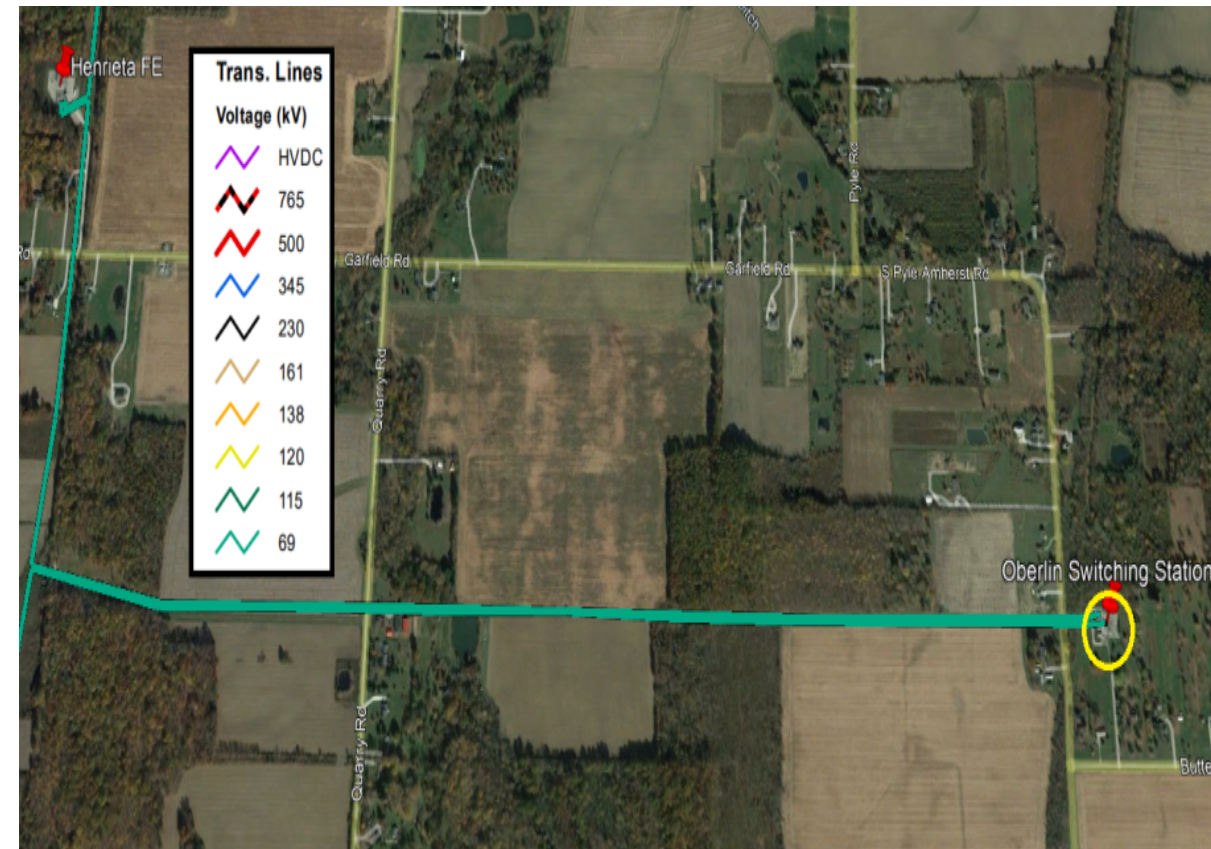 Henrieta FE
Trans. Lines
Voltage (kV)
HVDC
765
500
345
230
161
138
120
115
69
Pyle Rd
Rd
Garfield Rd
Garfield Rd
S Pyle-Amherst Rd
Quarry Rd
Oberlin Switching Station
Quarry Rd
Butte